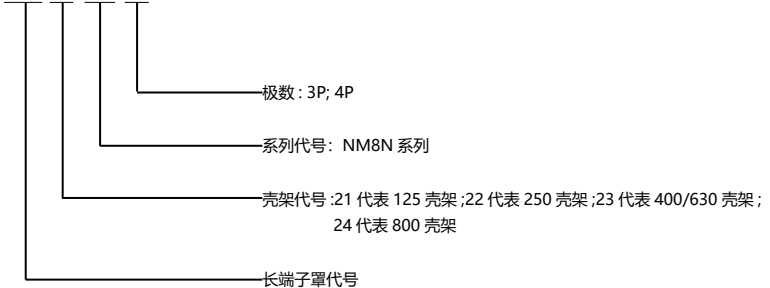 极数 : 3P; 4P
系列代号：NM8N 系列
壳架代号 :21 代表 125 壳架 ;22 代表 250 壳架 ;23 代表 400/630 壳架 ;
24 代表 800 壳架
长端子罩代号